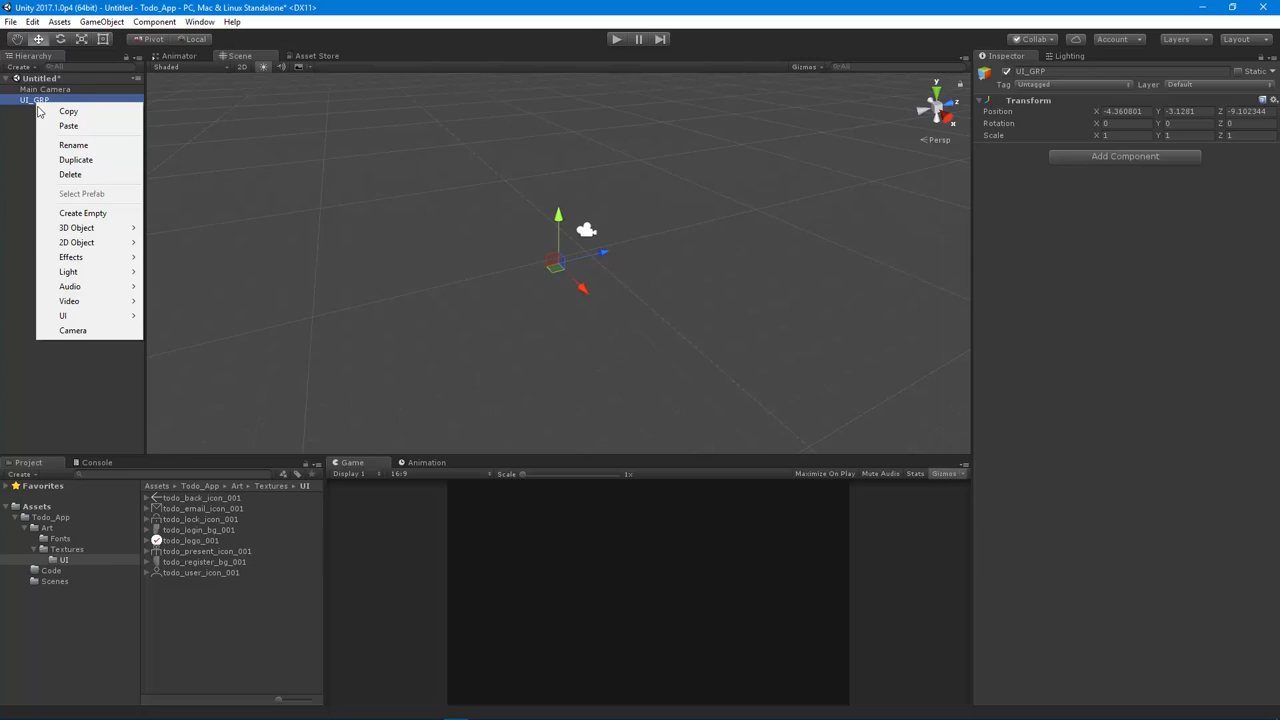 Unity 2017.1.0p4 (64bit) - Untitled - Todo_App - PC, Mac & Linux Standalone* <DX11>
File Edit Assets GameObject Component Window Help
Pivot Local Collab Account Layers Layout
Hierarchy Animator Scene Asset Store Inspector Lighting
Create All Shaded 2D Gizmos All
Untitled*
Main Camera
UI_GRP
UI_GRP Static
Tag Untagged Layer Default
Transform
Position X -4.360801 Y -3.1281 Z -9.102344
Rotation X 0 Y 0 Z 0
Scale X 1 Y 1 Z 1
Add Component
y
z
x
Persp
Copy
Paste
Rename
Duplicate
Delete
Select Prefab
Create Empty
3D Object
2D Object
Effects
Light
Audio
Video
UI
Camera
Project Console
Create
Favorites
Assets
Todo_App
Art
Fonts
Textures
UI
Code
Scenes
Assets Todo_App Art Textures UI
todo_back_icon_001
todo_email_icon_001
todo_lock_icon_001
todo_login_bg_001
todo_logo_001
todo_present_icon_001
todo_register_bg_001
todo_user_icon_001
Game Animation
Display 1 16:9 Scale 1x Maximize On Play Mute Audio Stats Gizmos